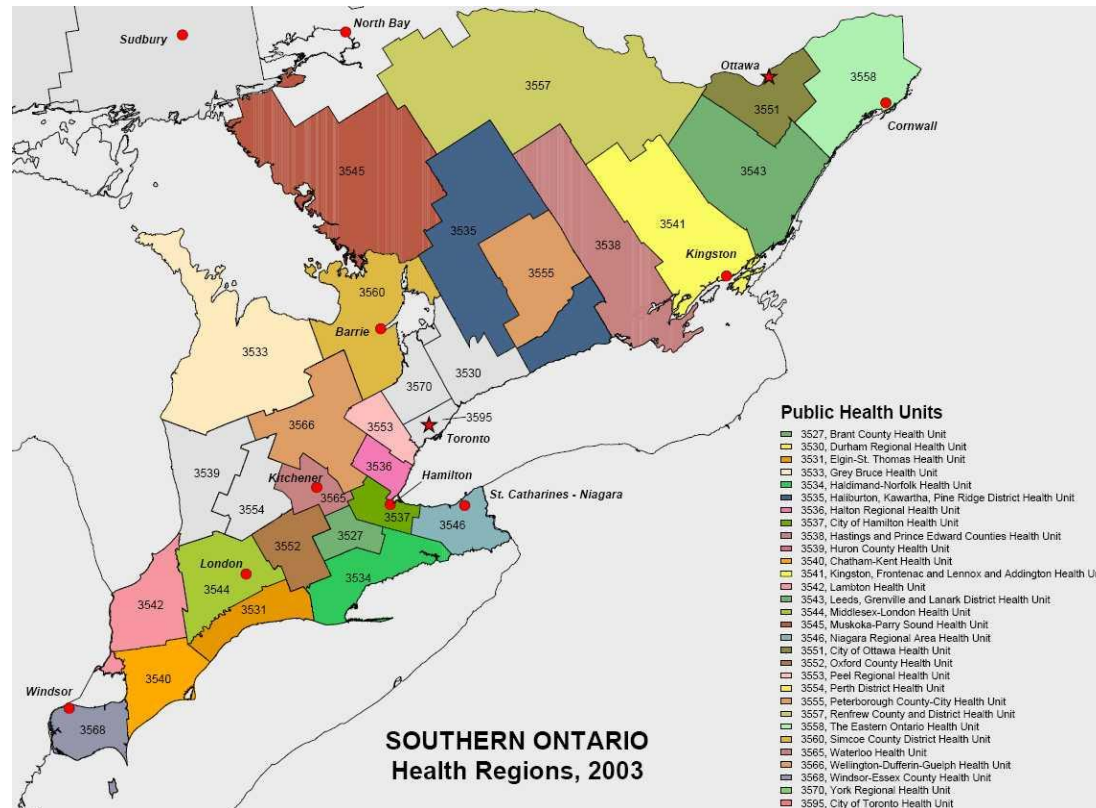 North Bay
Sudbury
Ottawa
3557
3558
3551
Cornwall
3545
3543
3541
3535
3538
Kingston
3555
3560
Barrie
3533
3530
3570
3595
Toronto
3566
3553
3536
Hamilton
3539
Kitchener
3565
St. Catharines - Niagara
3554
3537
3546
3527
3552
London
3534
3544
3542
3531
3540
Windsor
3568
SOUTHERN ONTARIO
Health Regions, 2003
Public Health Units
3527, Brant County Health Unit
3530, Durham Regional Health Unit
3531, Elgin-St. Thomas Health Unit
3533, Grey Bruce Health Unit
3534, Haldimand-Norfolk Health Unit
3535, Haliburton, Kawartha, Pine Ridge District Health Unit
3536, Halton Regional Health Unit
3537, City of Hamilton Health Unit
3538, Hastings and Prince Edward Counties Health Unit
3539, Huron County Health Unit
3540, Chatham-Kent Health Unit
3541, Kingston, Frontenac and Lennox and Addington Health
3542, Lambton Health Unit
3543, Leeds, Grenville and Lanark District Health Unit
3544, Middlesex-London Health Unit
3545, Muskoka-Parry Sound Health Unit
3546, Niagara Regional Area Health Unit
3551, City of Ottawa Health Unit
3552, Oxford County Health Unit
3553, Peel Regional Health Unit
3554, Perth District Health Unit
3555, Peterborough County-City Health Unit
3557, Renfrew County and District Health Unit
3558, The Eastern Ontario Health Unit
3560, Simcoe County District Health Unit
3565, Waterloo Health Unit
3566, Wellington-Dufferin-Guelph Health Unit
3568, Windsor-Essex County Health Unit
3570, York Regional Health Unit
3595, City of Toronto Health Unit